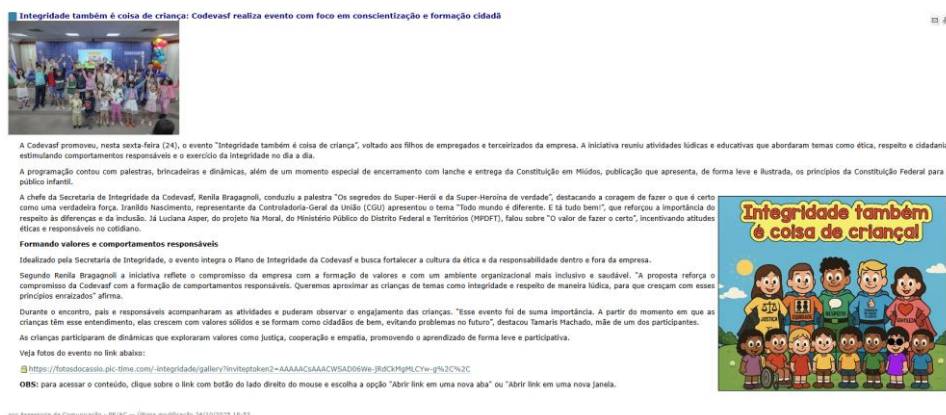 Integridade também é coisa de criança: Codevasf realiza evento com foco em conscientização e formação cidadã
A Codevasf promoveu, nesta sexta-feira (24), o evento "Integridade também é coisa de criança", voltado aos filhos de empregados e terceirizados da empresa. A iniciativa reuniu atividades lúdicas e educativas que abordaram temas como ética, respeito e cidadania
estimulando comportamentos responsáveis e o exercício da integridade no dia a dia.
A programação contou com palestras, brincadeiras e dinâmicas, além de um momento especial de encerramento com lanche e entrega da Constituição em Miúdos, publicação que apresenta, de forma leve e ilustrada, os princípios da Constituição Federal para
público infantil.
A chefe da Secretaria de Integridade da Codevasf, Renila Bragagnoli, conduziu a palestra "Os segredos do Super-Herói e da Super-Heroína de verdade", destacando a coragem de fazer o que é certo
como uma verdadeira força. Iranildo Nascimento, representante da Controladoria-Geral da União (CGU) apresentou o tema "Todo mundo é diferente. E tá tudo bem!", que reforçou a importância do
respeito às diferenças e da inclusão. Já Luciana Asper, do projeto Na Moral, do Ministério Público do Distrito Federal e Territórios (MPDFT), falou sobre "O valor de fazer o certo", incentivando atitudes
éticas e responsáveis no cotidiano.
Integridade também
é coisa de criança!
Formando valores e comportamentos responsáveis
Idealizado pela Secretaria de Integridade, o evento integra o Plano de Integridade da Codevasf e busca fortalecer a cultura da ética e da responsabilidade dentro e fora da empresa.
Segundo Renila Bragagnoli a iniciativa reflete o compromisso da empresa com a formação de valores e com um ambiente organizacional mais inclusivo e saudável. "A proposta reforça o
compromisso da Codevasf com a formação de comportamentos responsáveis. Queremos aproximar as crianças de temas como integridade e respeito de maneira lúdica, para que cresçam com esses
princípios enraizados" afirma.
Durante o encontro, pais e responsáveis acompanharam as atividades e puderam observar o engajamento das crianças. "Esse evento foi de suma importância. A partir do momento em que as
crianças têm esse entendimento, elas crescem com valores sólidos e se formam como cidadãos de bem, evitando problemas no futuro", destacou Tamaris Machado, mãe de um dos participantes.
As crianças participaram de dinâmicas que exploraram valores como justiça, cooperação e empatia, promovendo o aprendizado de forma leve e participativa.
JUSTIÇA
RESPEITO
GENTILEZA
Veja fotos do evento no link abaixo:
OBS: para acessar o conteúdo, clique sobre o link com botão do lado direito do mouse e escolha a opção "Abrir link em uma nova aba" ou "Abrir link em uma nova janela.